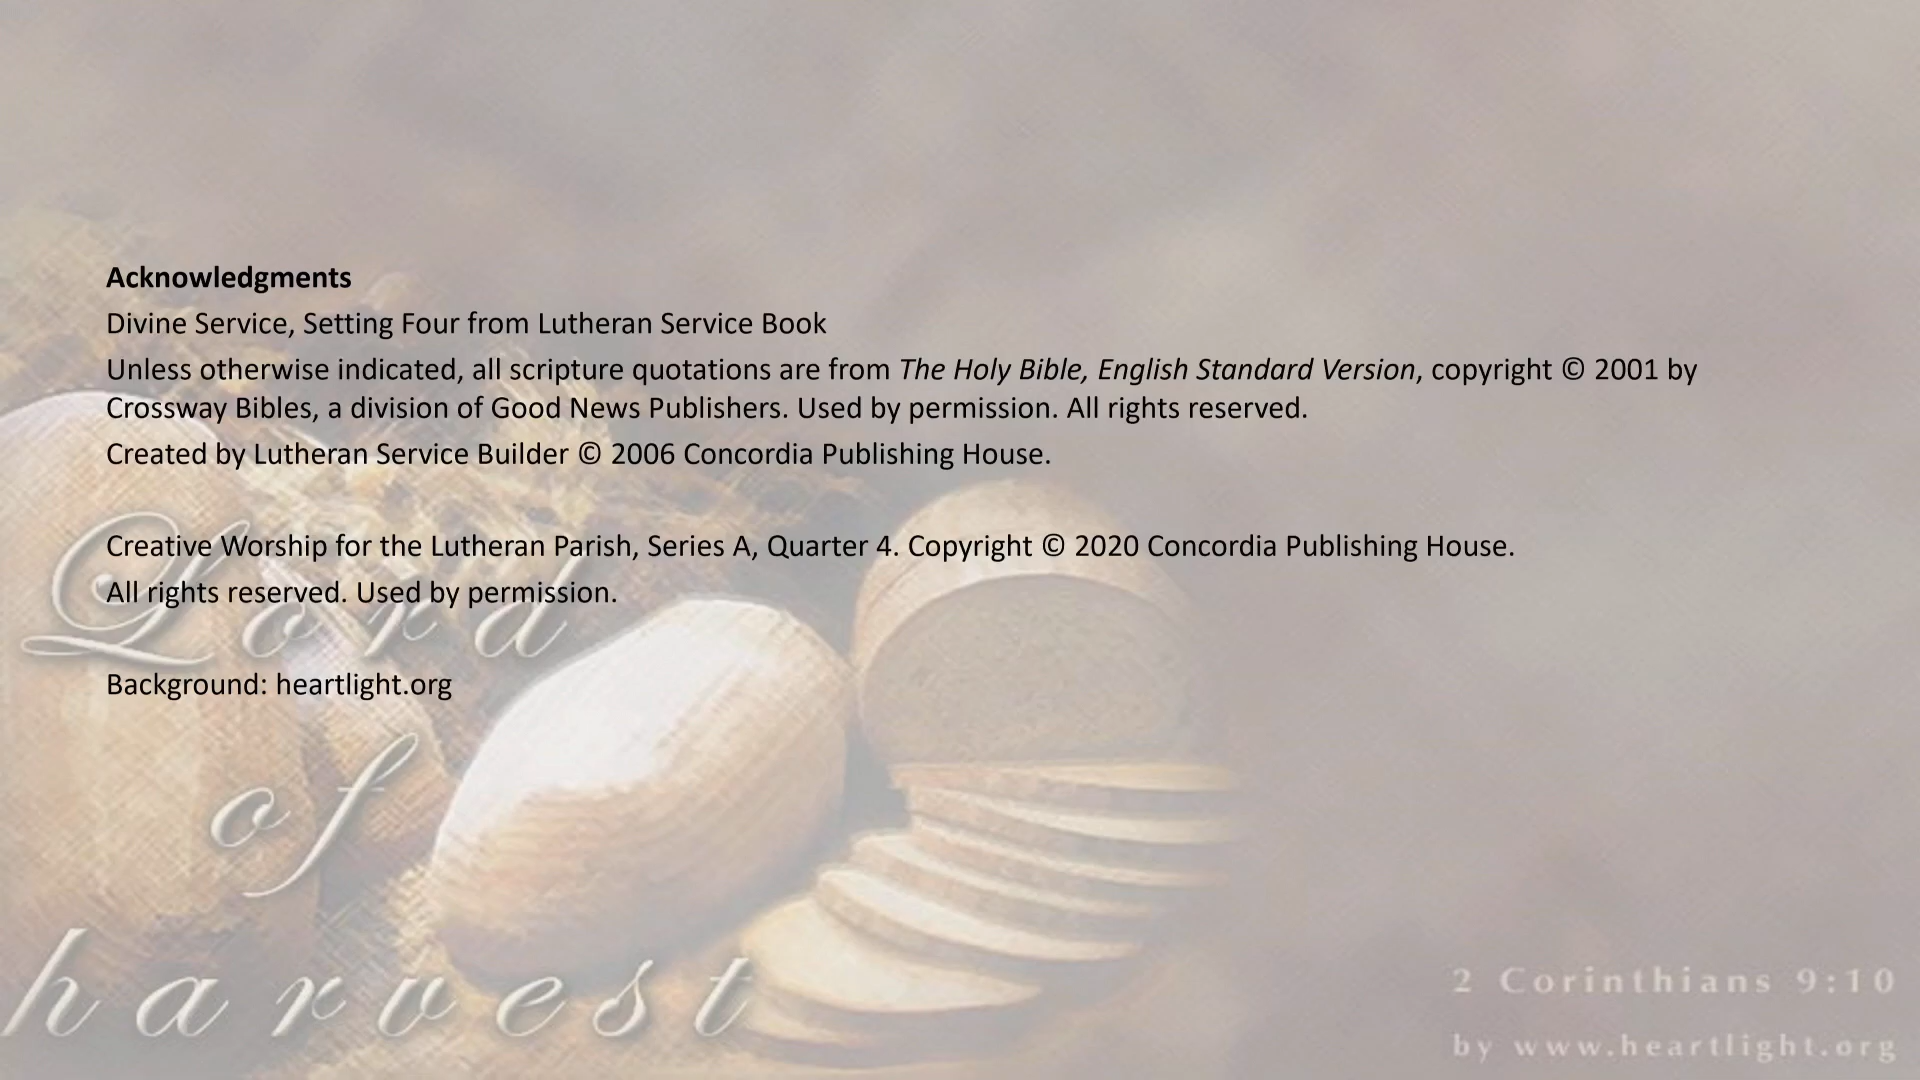 Acknowledgments
Divine Service, Setting Four from Lutheran Service Book
Unless otherwise indicated, all scripture quotations are from The Holy Bible, English Standard Version, copyright © 2001 by
Crossway Bibles, a division of Good News Publishers. Used by permission. All rights reserved.
Created by Lutheran Service Builder © 2006 Concordia Publishing House.
Creative Worship for the Lutheran Parish, Series A, Quarter 4. Copyright © 2020 Concordia Publishing House.
All rights reserved. Used by permission.
Background: heartlight.org
Lord
of
harvest
2 Corinthians 9:10
by www.heartlight.org